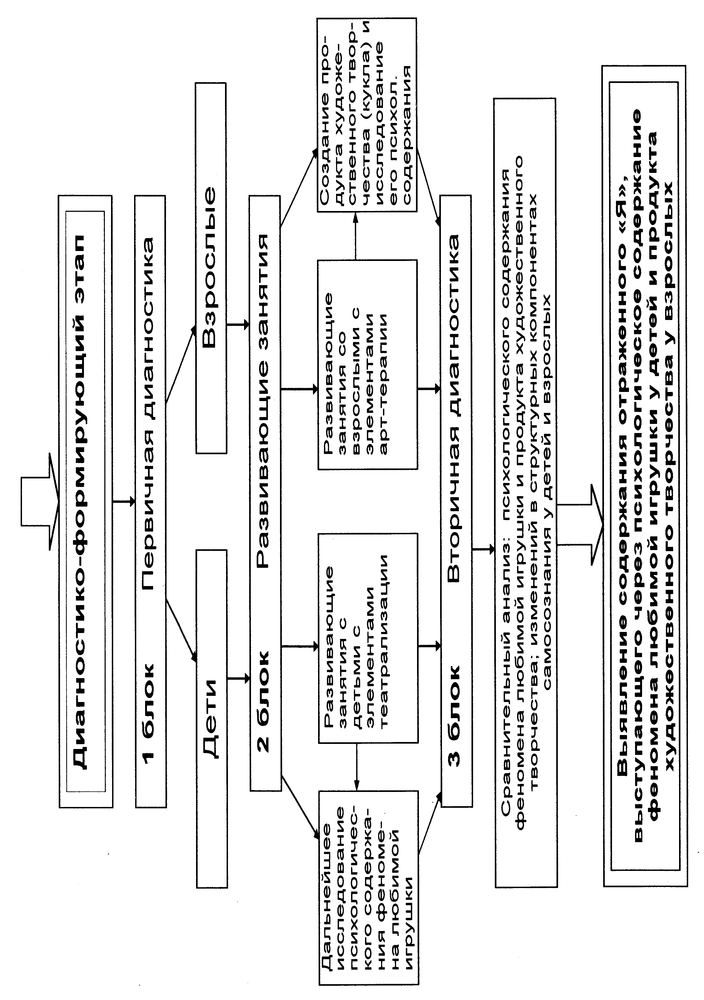 Диагностико-формирующий этап
1 блок Первичная диагностика
Дети
Взрослые
2 блок Развивающие занятия
Дальнейшее
исследование
психологичес-
кого содержа-
ния феноме-
на любимой
игрушки
Развивающие
занятия с
детьми с
элементами
театрализации
Развивающие
занятия со
взрослыми с
элементами
арт-терапии
Создание про-
дукта художе-
ственного твор-
чества (кукла) и
исследование
его психол.
содержания
3 блок Вторичная диагностика
Сравнительный анализ: психологического содержания
феномена любимой игрушки и продукта художественного
творчества; изменений в структурных компонентах
самосознания у детей и взрослых
Выявление содержания отраженного «Я»,
выступающего через психологическое содержание
феномена любимой игрушки у детей и продукта
художественного творчества у взрослых